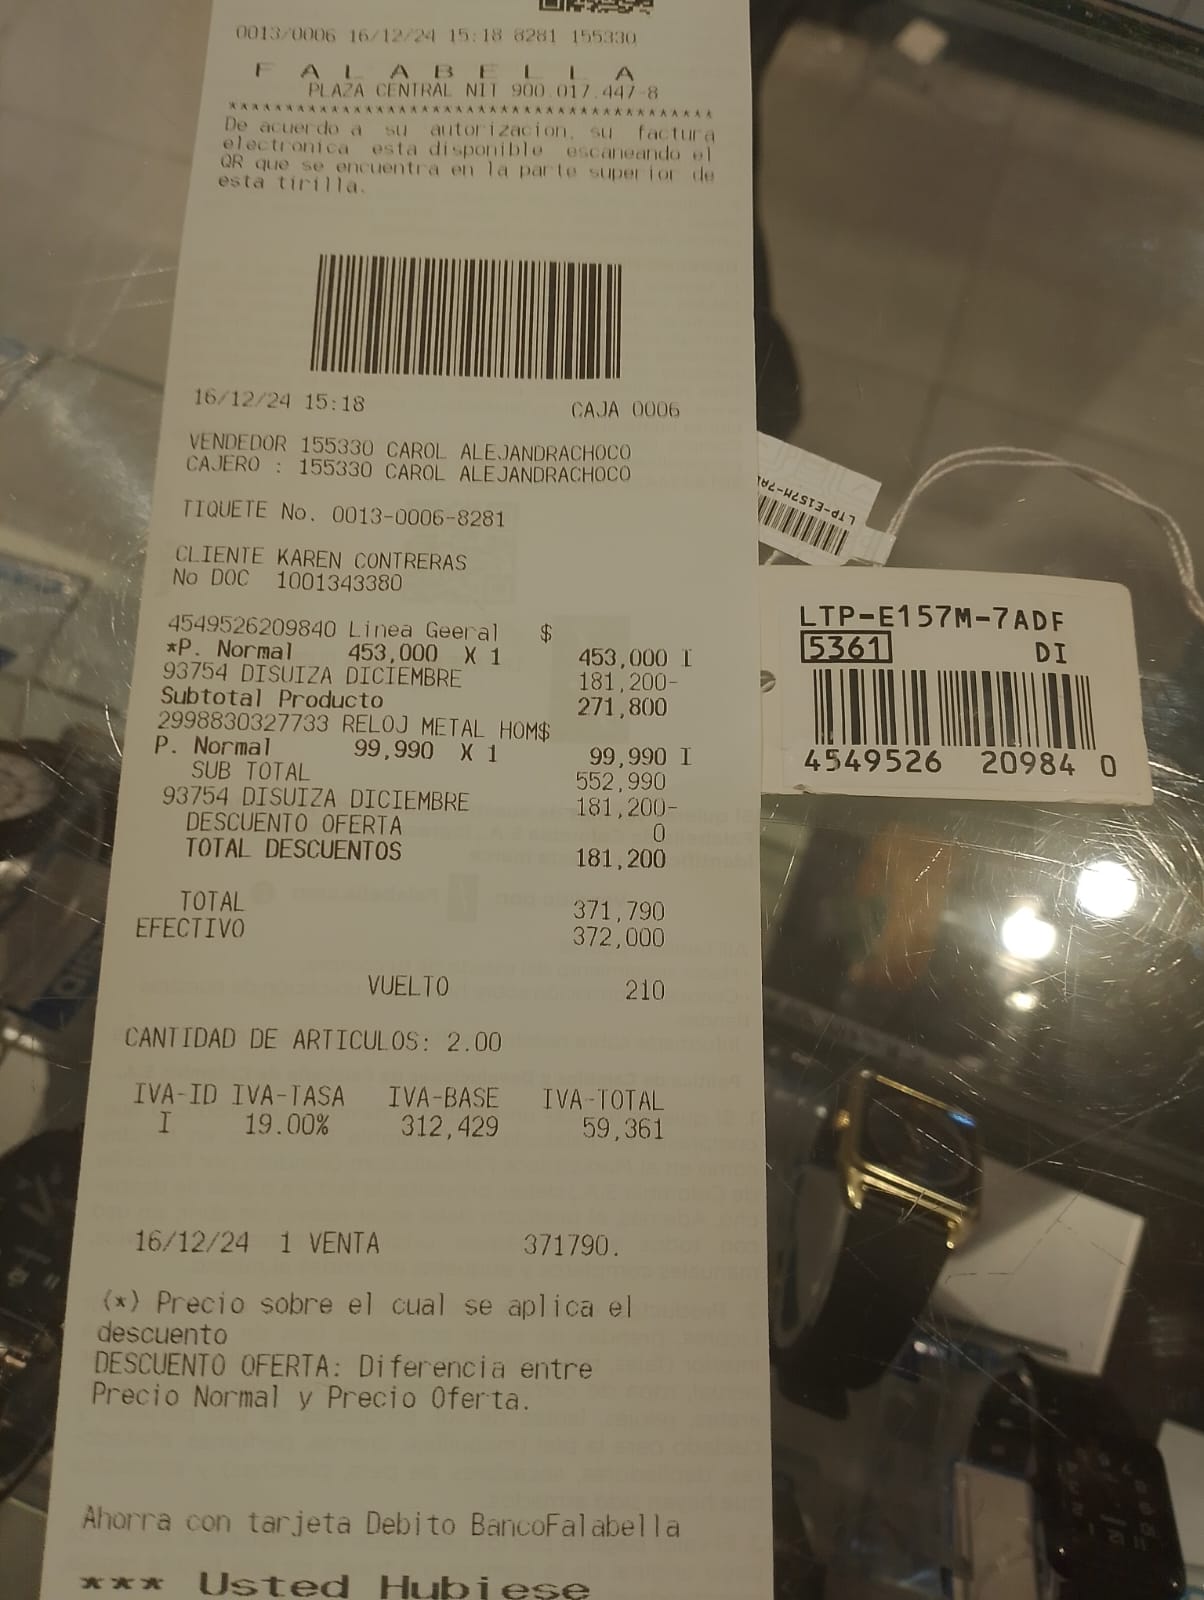 0013/0006 16/12/24 15:18 8281 155330
F A L A B E L L A
PLAZA CENTRAL NIT 900.017.447-8
****************************************
De acuerdo a su autorizacion, su factura
electronica esta disponible escaneando el
QR que se encuentra en la parte superior de
esta tirilla.
16/12/24 15:18 CAJA 0006
VENDEDOR 155330 CAROL ALEJANDRACHOCO
CAJERO : 155330 CAROL ALEJANDRACHOCO
TIQUETE No. 0013-0006-8281
CLIENTE KAREN CONTRERAS
No DOC 1001343380
4549526209840 Linea Geeral $
*P. Normal 453,000 X 1 453,000 I
93754 DISUIZA DICIEMBRE 181,200-
Subtotal Producto 271,800
2998830327733 RELOJ METAL HOM$
P. Normal 99,990 X 1 99,990 I
SUB TOTAL 552,990
93754 DISUIZA DICIEMBRE 181,200-
DESCUENTO OFERTA 0
TOTAL DESCUENTOS 181,200
TOTAL 371,790
EFECTIVO 372,000
VUELTO 210
CANTIDAD DE ARTICULOS: 2.00
IVA-ID IVA-TASA IVA-BASE IVA-TOTAL
I 19.00% 312,429 59,361
16/12/24 1 VENTA 371790.
(*) Precio sobre el cual se aplica el
descuento
DESCUENTO OFERTA: Diferencia entre
Precio Normal y Precio Oferta.
Ahorra con tarjeta Debito BancoFalabella
*** Usted Hubiese
LTP-E157M-7AD
LTP-E157M-7ADF
5361 DI
4549526 20984 0